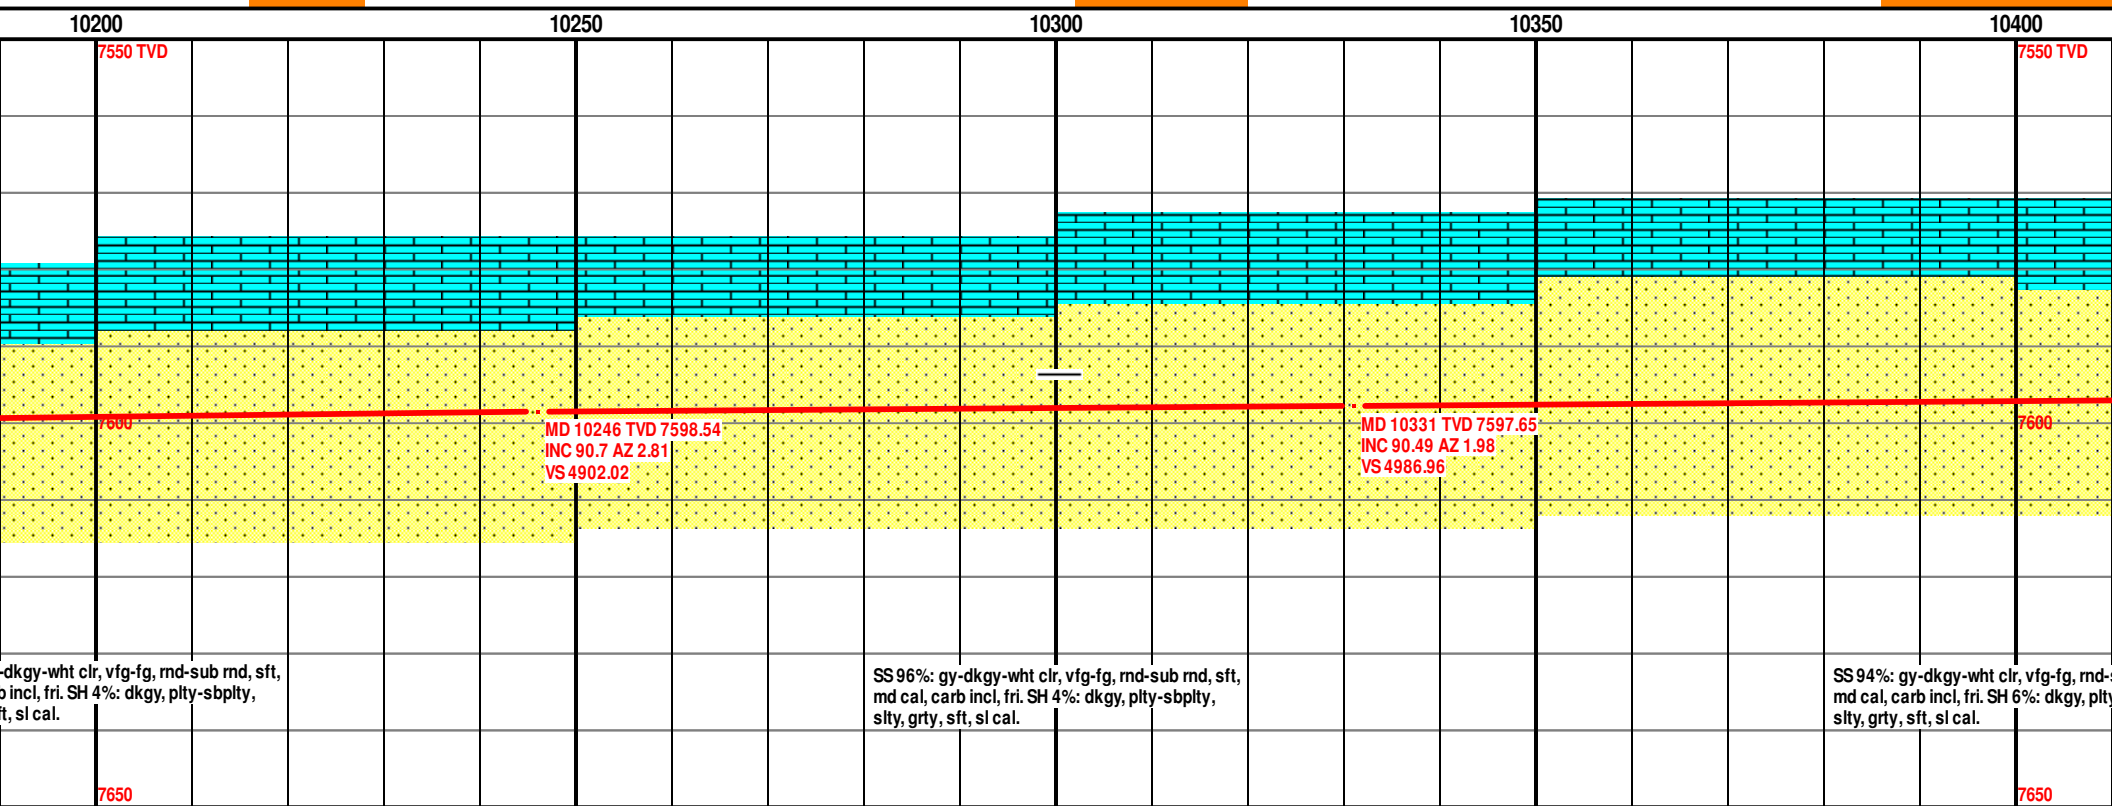 10200 10250 10300 10350 10400
7550 TVD 7550 TVD
7600 7600
MD 10246 TVD 7598.54
INC 90.7 AZ 2.81
VS 4902.02
MD 10331 TVD 7597.65
INC 90.49 AZ 1.98
VS 4986.96
-dkgy-wht clr, vfg-fg, rnd-sub rnd, sft,
b incl, fri. SH 4%: dkgy, plty-sbplty,
ft, sl cal.
SS 96%: gy-dkgy-wht clr, vfg-fg, rnd-sub rnd, sft,
md cal, carb incl, fri. SH 4%: dkgy, plty-sbplty,
slty, grty, sft, sl cal.
SS 94%: gy-dkgy-wht clr, vfg-fg, rnd-s
md cal, carb incl, fri. SH 6%: dkgy, plty
slty, grty, sft, sl cal.
7650 7650